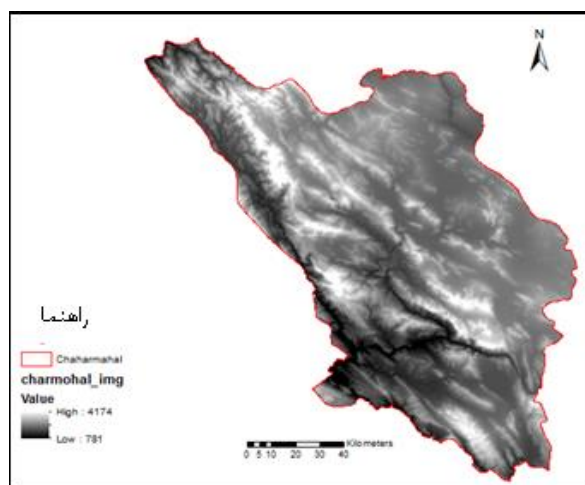 N
راهنما
Chaharmahal
charmohal_img
Value
High : 4174
Low : 781
Kilometers
0 5 10 20 30 40